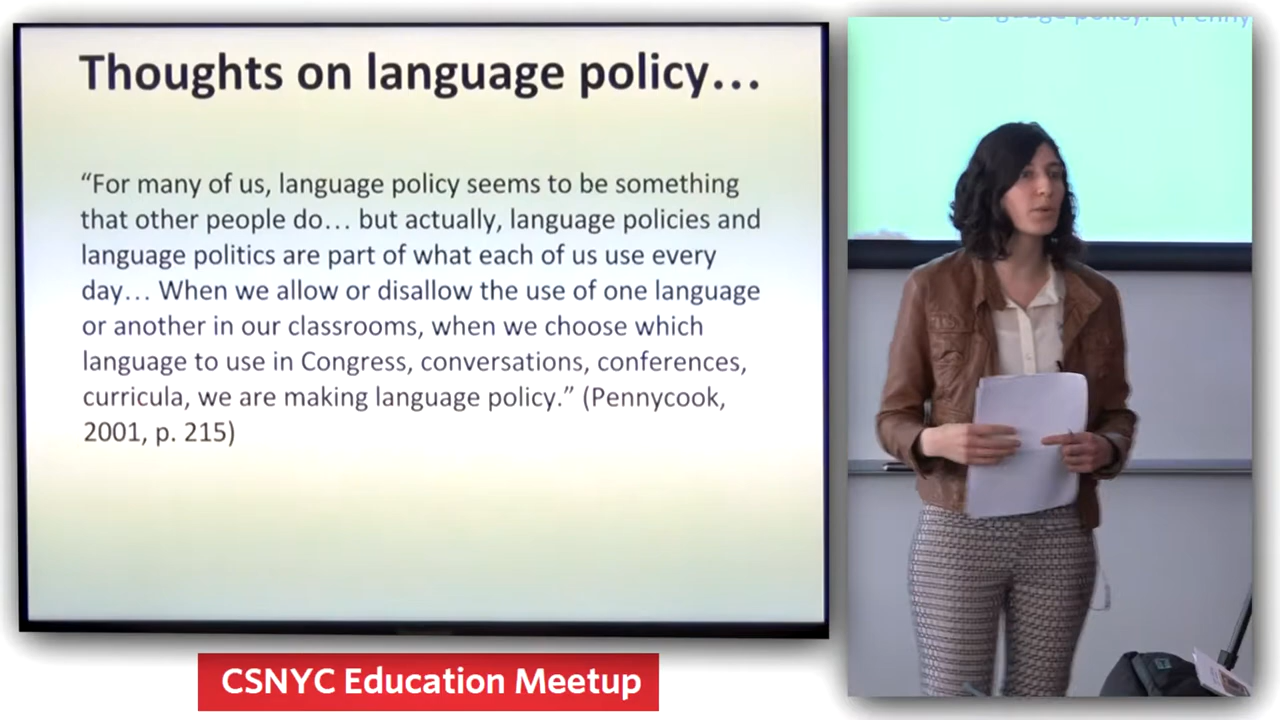 Thoughts on language policy…
“For many of us, language policy seems to be something
that other people do… but actually, language policies and
language politics are part of what each of us use every
day… When we allow or disallow the use of one language
or another in our classrooms, when we choose which
language to use in Congress, conversations, conferences,
curricula, we are making language policy.” (Pennycook,
2001, p. 215)
CSNYC Education Meetup